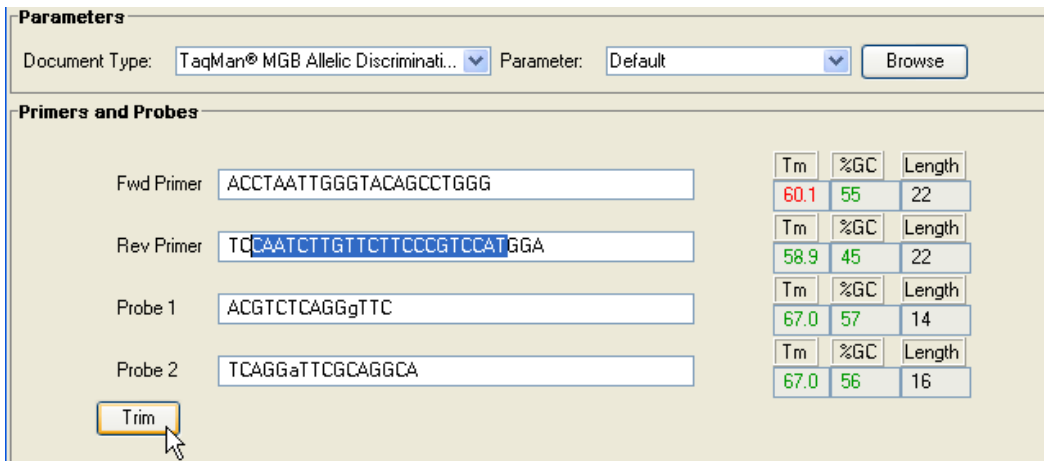 Parameters
Document Type: TaqMan® MGB Allelic Discriminati... Parameter: Default Browse
Primers and Probes
Tm %GC Length
Fwd Primer ACCTAATTGGGTACAGCCTGGG 60.1 55 22
Tm %GC Length
Rev Primer TCCAATCTTGTTCTTCCCGTCCATGGA 58.9 45 22
Tm %GC Length
Probe 1 ACGTCTCAGGgTTC 67.0 57 14
Tm %GC Length
Probe 2 TCAGGaTTCGCAGGCA 67.0 56 16
Trim